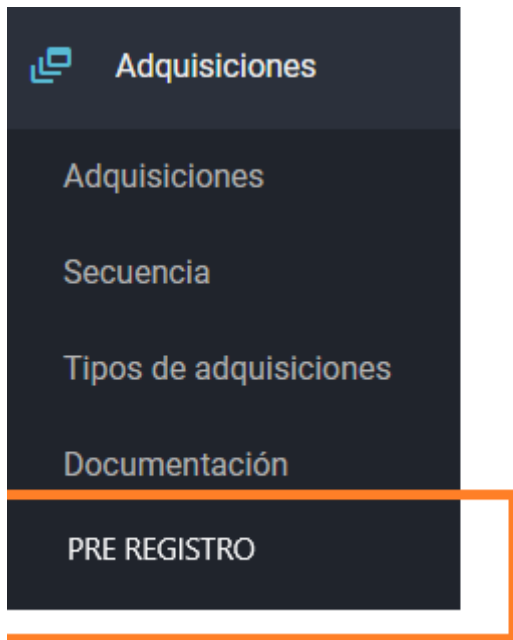 Adquisiciones
Adquisiciones
Secuencia
Tipos de adquisiciones
Documentación
PRE REGISTRO